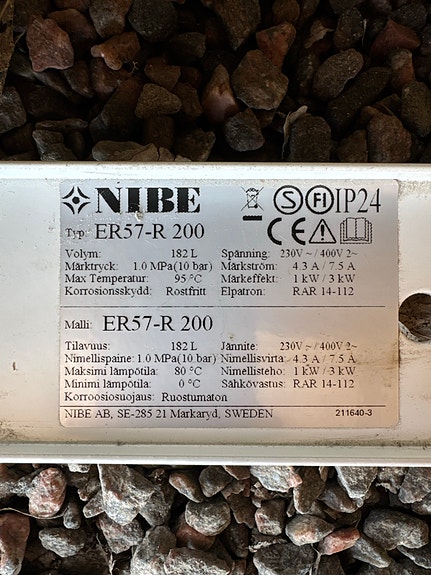 NIBE
S FI IP24
CE
Typ: ER57-R 200
Volym: 182 L Spänning: 230V ~ / 400V 2~
Märktryck: 1.0 MPa(10 bar) Märkström: 4.3 A / 7.5 A
Max Temperatur: 95 °C Märkeffekt: 1 kW / 3 kW
Korrosionsskydd: Rostfritt Elpatron: RAR 14-112
Malli: ER57-R 200
Tilavuus: 182 L Jännite: 230V ~ / 400V 2~
Nimellispaine: 1.0 MPa(10 bar) Nimellisvirta: 4.3 A / 7.5 A
Maksimi lämpötila: 80 °C Nimellisteho: 1 kW / 3 kW
Minimi lämpötila: 0 °C Sähkövastus: RAR 14-112
Korroosiosuojaus: Ruostumaton
NIBE AB, SE-285 21 Markaryd, SWEDEN 211640-3